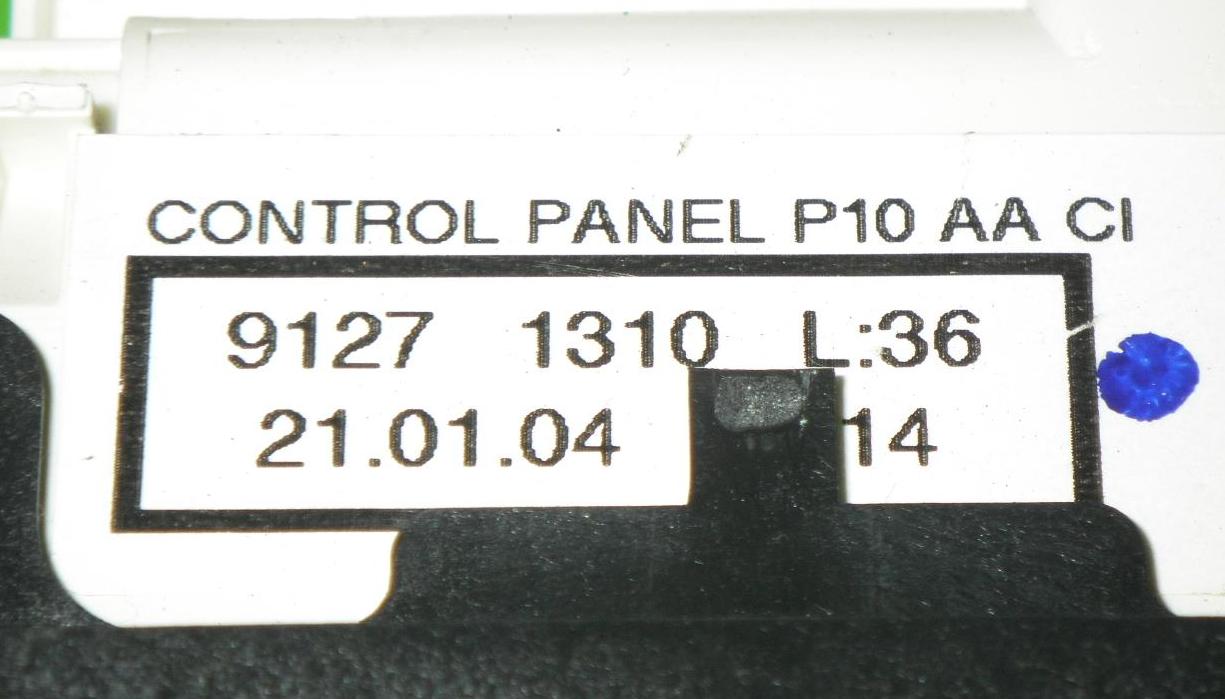 CONTROL PANEL P10 AA CI
9127 1310 L:36
21.01.04 14